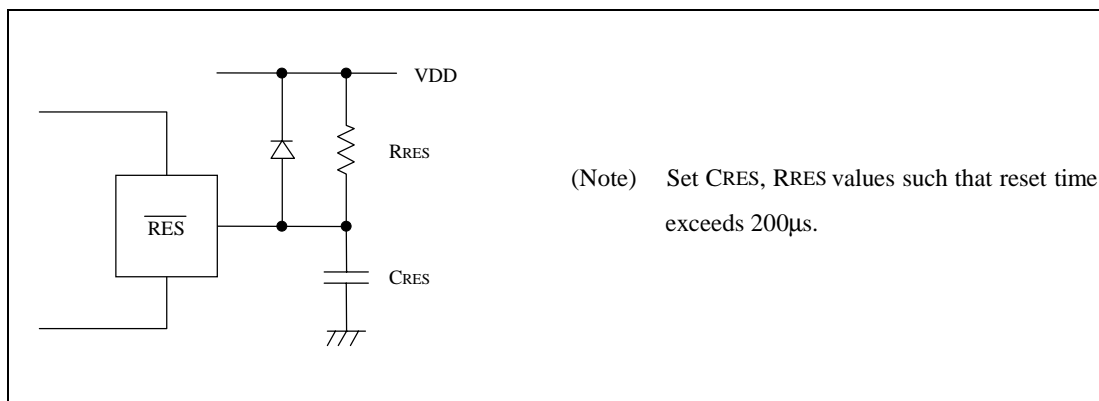 VDD
RRES
RES
CRES
(Note) Set CRES, RRES values such that reset time
exceeds 200µs.